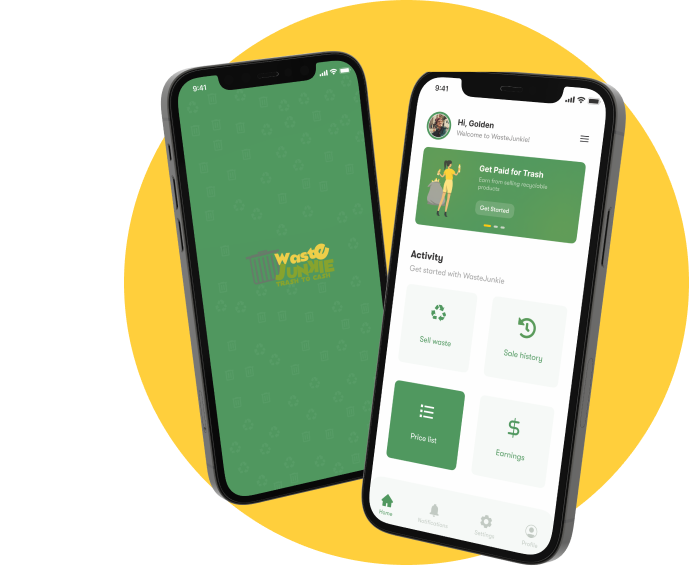 9:41
Waste
JUNKIE
TRASH TO CASH
9:41
Hi, Golden
Welcome to WasteJunkie!
Get Paid for Trash
Earn from selling recyclable
products
Get Started
Activity
Get started with WasteJunkie
Sell waste
Sale history
Price list
Earnings
Home
Notifications
Settings
Profile